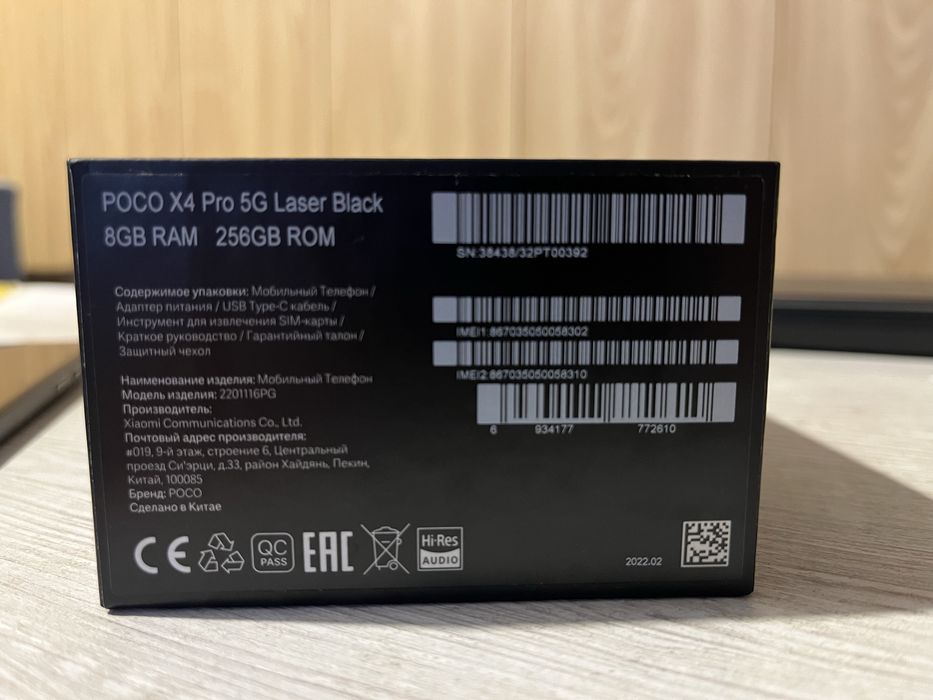 POCO X4 Pro 5G Laser Black
8GB RAM 256GB ROM
SN:38438/32PT00392
IMEI1:867035050058302
IMEI2:867035050058310
6 934177 772610
Содержимое упаковки: Мобильный Телефон /
Адаптер питания / USB Type-C кабель /
Инструмент для извлечения SIM-карты /
Краткое руководство / Гарантийный талон /
Защитный чехол
Наименование изделия: Мобильный Телефон
Модель изделия: 2201116PG
Производитель:
Xiaomi Communications Co., Ltd.
Почтовый адрес производителя:
#019, 9-й этаж, строение 6, Центральный
проезд Си'эрци, д.33, район Хайдянь, Пекин,
Китай, 100085
Бренд: POCO
Сделано в Китае
CE
QC
PASS
EAC
Hi-Res
AUDIO
2022.02